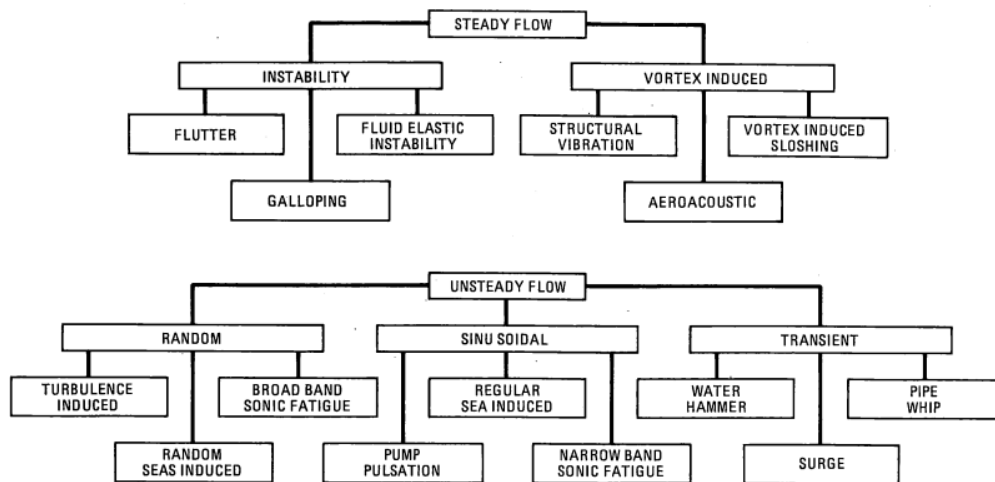 STEADY FLOW
INSTABILITY
VORTEX INDUCED
FLUTTER
FLUID ELASTIC
INSTABILITY
STRUCTURAL
VIBRATION
VORTEX INDUCED
SLOSHING
GALLOPING
AEROACOUSTIC
UNSTEADY FLOW
RANDOM
SINU SOIDAL
TRANSIENT
TURBULENCE
INDUCED
BROAD BAND
SONIC FATIGUE
REGULAR
SEA INDUCED
WATER
HAMMER
PIPE
WHIP
RANDOM
SEAS INDUCED
PUMP
PULSATION
NARROW BAND
SONIC FATIGUE
SURGE